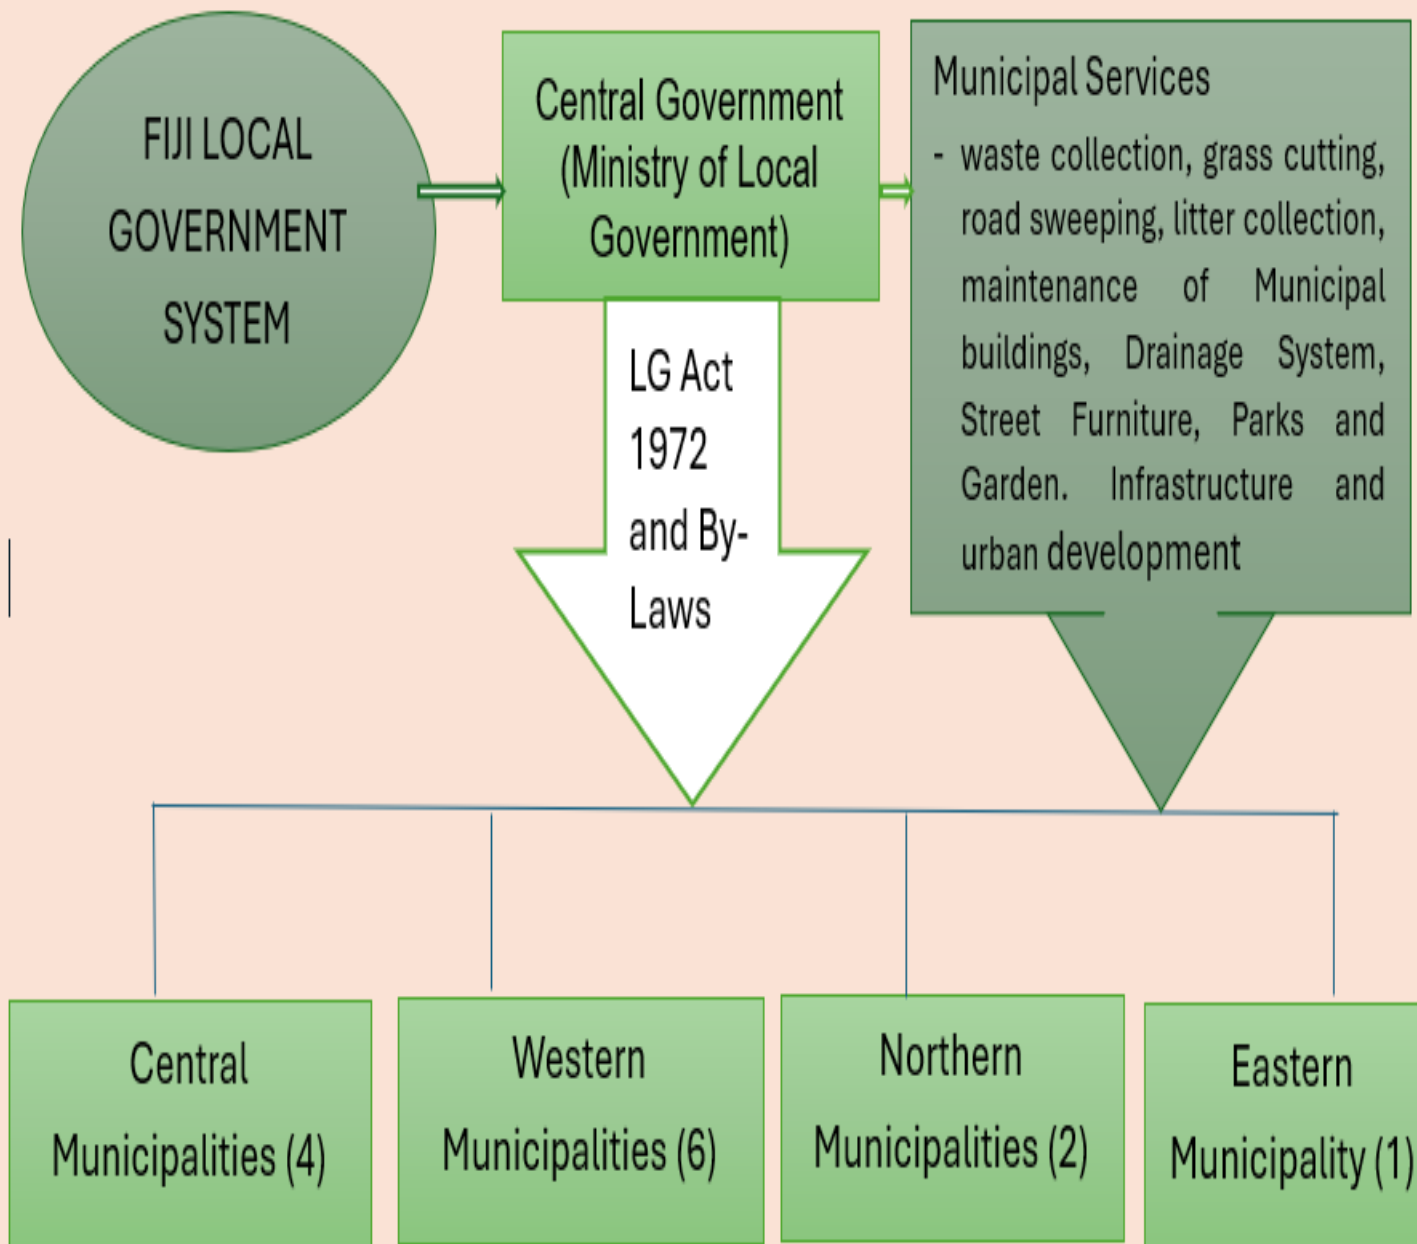 FIJI LOCAL
GOVERNMENT
SYSTEM
Central Government
(Ministry of Local
Government)
Municipal Services
- waste collection, grass cutting,
road sweeping, litter collection,
maintenance of Municipal
buildings, Drainage System,
Street Furniture, Parks and
Garden. Infrastructure and
urban development
LG Act
1972
and By-
Laws
Central
Municipalities (4)
Western
Municipalities (6)
Northern
Municipalities (2)
Eastern
Municipality (1)